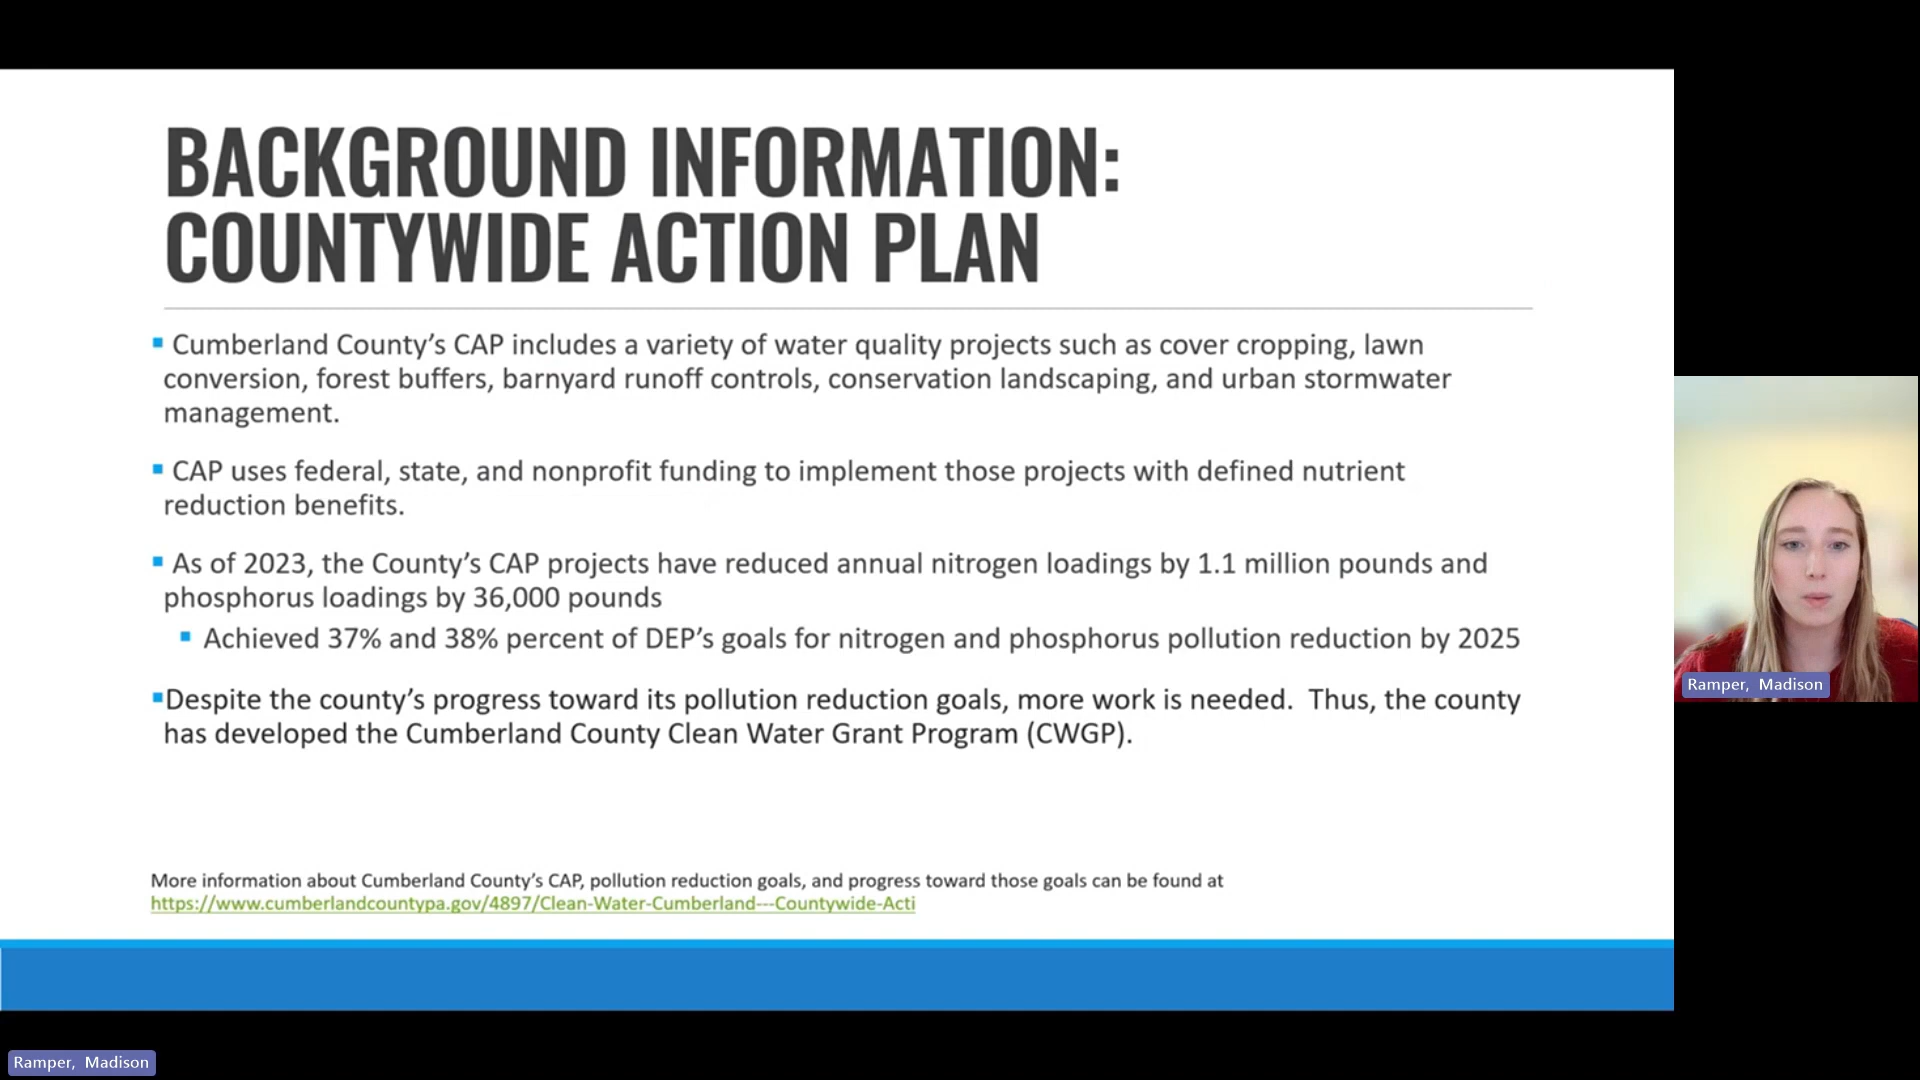 BACKGROUND INFORMATION:
COUNTYWIDE ACTION PLAN
▪ Cumberland County’s CAP includes a variety of water quality projects such as cover cropping, lawn
conversion, forest buffers, barnyard runoff controls, conservation landscaping, and urban stormwater
management.
▪ CAP uses federal, state, and nonprofit funding to implement those projects with defined nutrient
reduction benefits.
▪ As of 2023, the County’s CAP projects have reduced annual nitrogen loadings by 1.1 million pounds and
phosphorus loadings by 36,000 pounds
▪ Achieved 37% and 38% percent of DEP’s goals for nitrogen and phosphorus pollution reduction by 2025
▪Despite the county’s progress toward its pollution reduction goals, more work is needed.  Thus, the county
has developed the Cumberland County Clean Water Grant Program (CWGP).
More information about Cumberland County’s CAP, pollution reduction goals, and progress toward those goals can be found at
https://www.cumberlandcountypa.gov/4897/Clean-Water-Cumberland---Countywide-Acti
Ramper, Madison
Ramper, Madison